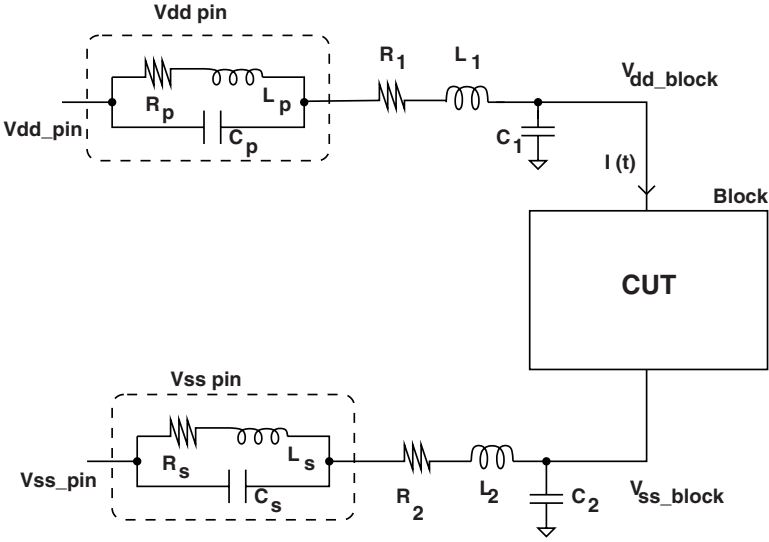 Vdd pin
Rp
Lp
Cp
Vdd_pin
R1
L1
C1
Vdd_block
I (t)
Block
CUT
Vss pin
Rs
Ls
Cs
Vss_pin
R2
L2
C2
Vss_block